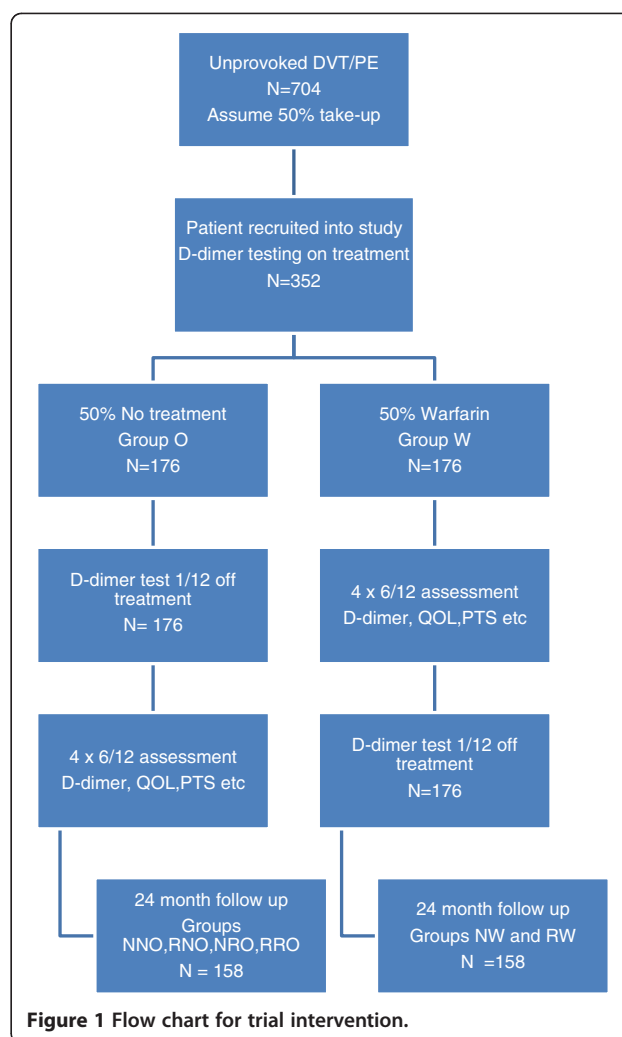 Unprovoked DVT/PE
N=704
Assume 50% take-up
Patient recruited into study
D-dimer testing on treatment
N=352
50% No treatment
Group O
N=176
50% Warfarin
Group W
N=176
D-dimer test 1/12 off
treatment
N= 176
4 x 6/12 assessment
D-dimer, QOL,PTS etc
4 x 6/12 assessment
D-dimer, QOL,PTS etc
D-dimer test 1/12 off
treatment
N=176
24 month follow up
Groups
NNO,RNO,NRO,RRO
N = 158
24 month follow up
Groups NW and RW
N =158
Figure 1 Flow chart for trial intervention.